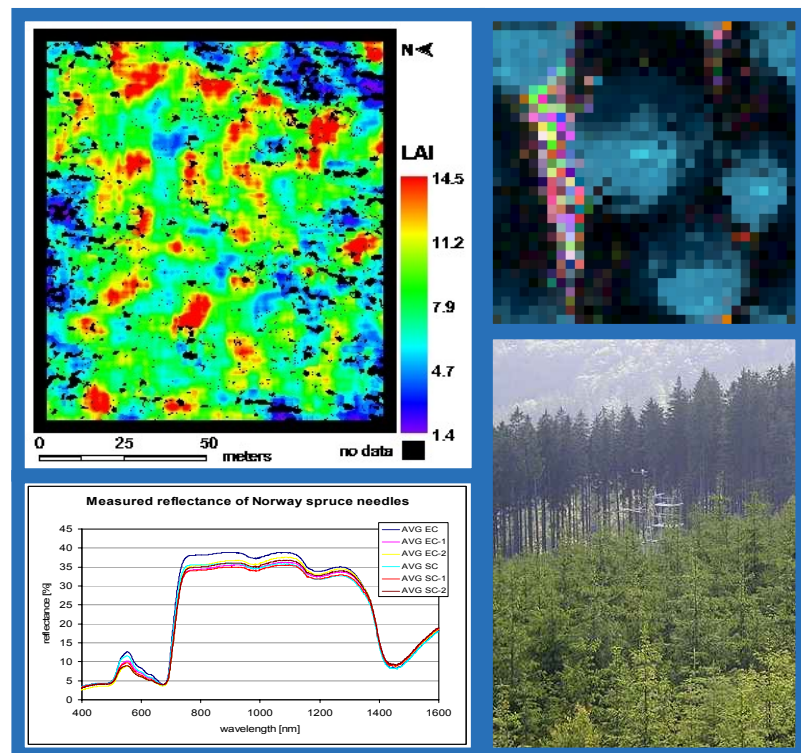 N
LAI
14.5
11.2
7.9
4.7
1.4
0 25 50
meters
no data
Measured reflectance of Norway spruce needles
reflectance [%]
45
40
35
30
25
20
15
10
5
0
400 600 800 1000 1200 1400 1600
wavelength [nm]
AVG EC
AVG EC-1
AVG EC-2
AVG SC
AVG SC-1
AVG SC-2